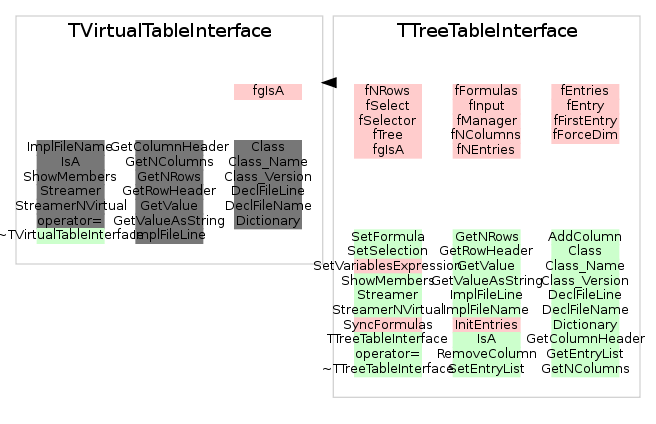 TVirtualTableInterface
fgIsA
ImplFileName
IsA
ShowMembers
Streamer
StreamerNVirtual
operator=
~TVirtualTableInterface
GetColumnHeader
GetNColumns
GetNRows
GetRowHeader
GetValue
GetValueAsString
ImplFileLine
Class
Class_Name
Class_Version
DeclFileLine
DeclFileName
Dictionary
TTreeTableInterface
fNRows
fSelect
fSelector
fTree
fgIsA
fFormulas
fInput
fManager
fNColumns
fNEntries
fEntries
fEntry
fFirstEntry
fForceDim
SetFormula
SetSelection
SetVariablesExpression
ShowMembers
Streamer
StreamerNVirtual
SyncFormulas
TTreeTableInterface
operator=
~TTreeTableInterface
GetNRows
GetRowHeader
GetValue
GetValueAsString
ImplFileLine
ImplFileName
InitEntries
IsA
RemoveColumn
SetEntryList
AddColumn
Class
Class_Name
Class_Version
DeclFileLine
DeclFileName
Dictionary
GetColumnHeader
GetEntryList
GetNColumns